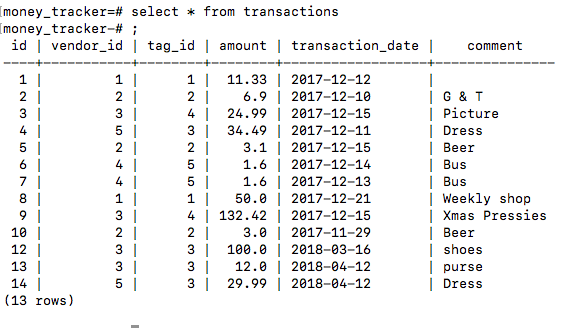 [money_tracker=# select * from transactions
[money_tracker-# ;
 id | vendor_id | tag_id | amount | transaction_date |    comment
----+-----------+--------+--------+------------------+---------------
  1 |         1 |      1 |  11.33 | 2017-12-12       |
  2 |         2 |      2 |    6.9 | 2017-12-10       | G & T
  3 |         3 |      4 |  24.99 | 2017-12-15       | Picture
  4 |         5 |      3 |  34.49 | 2017-12-11       | Dress
  5 |         2 |      2 |    3.1 | 2017-12-15       | Beer
  6 |         4 |      5 |    1.6 | 2017-12-14       | Bus
  7 |         4 |      5 |    1.6 | 2017-12-13       | Bus
  8 |         1 |      1 |   50.0 | 2017-12-21       | Weekly shop
  9 |         3 |      4 | 132.42 | 2017-12-15       | Xmas Pressies
 10 |         2 |      2 |    3.0 | 2017-11-29       | Beer
 12 |         3 |      3 |  100.0 | 2018-03-16       | shoes
 13 |         3 |      3 |   12.0 | 2018-04-12       | purse
 14 |         5 |      3 |  29.99 | 2018-04-12       | Dress
(13 rows)